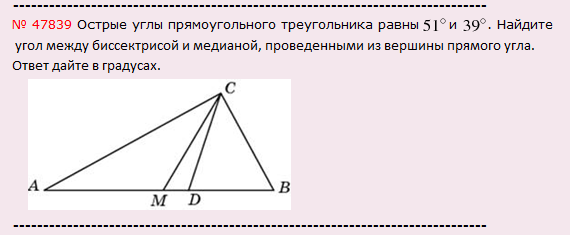 № 47839 Острые углы прямоугольного треугольника равны 51° и 39°. Найдите
угол между биссектрисой и медианой, проведенными из вершины прямого угла.
Ответ дайте в градусах.
C
A
B
M D